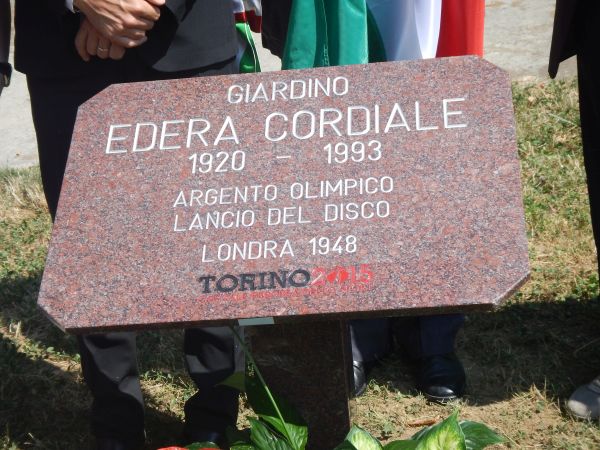 GIARDINO
EDERA CORDIALE
1920 - 1993
ARGENTO OLIMPICO
LANCIO DEL DISCO
LONDRA 1948
TORINO2015